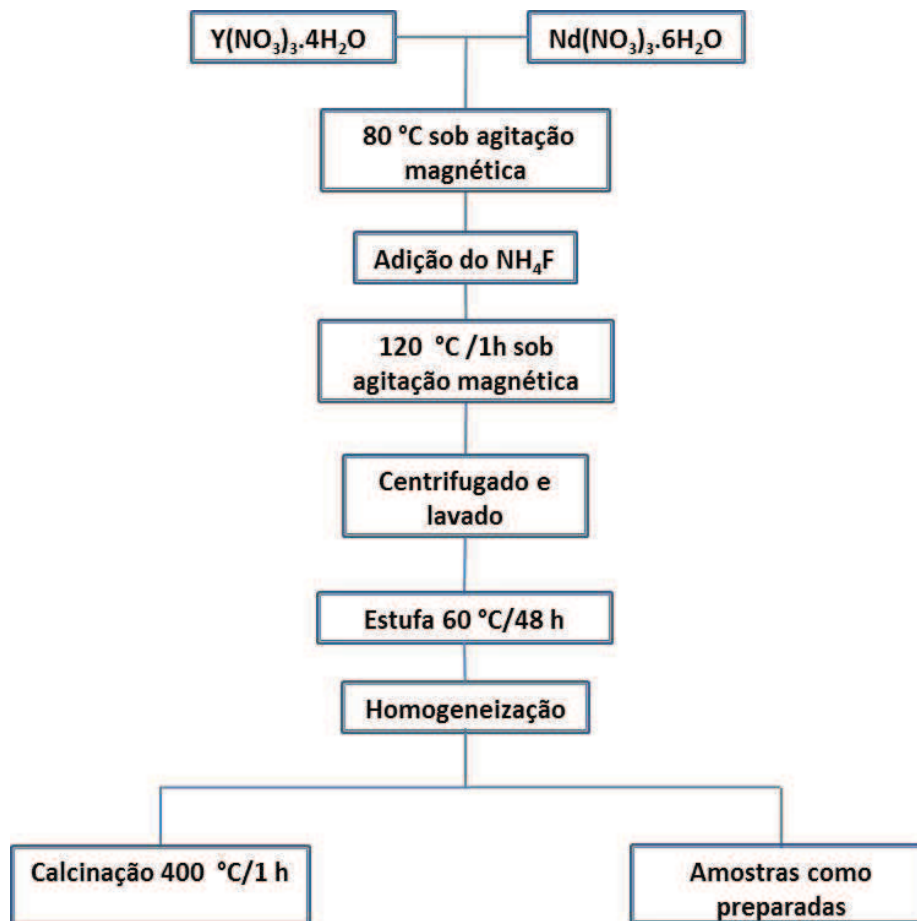 Y(NO₃)₃.4H₂O
Nd(NO₃)₃.6H₂O
80 °C sob agitação
magnética
Adição do NH₄F
120 °C /1h sob
agitação magnética
Centrifugado e
lavado
Estufa 60 °C/48 h
Homogeneização
Calcinação 400 °C/1 h
Amostras como
preparadas